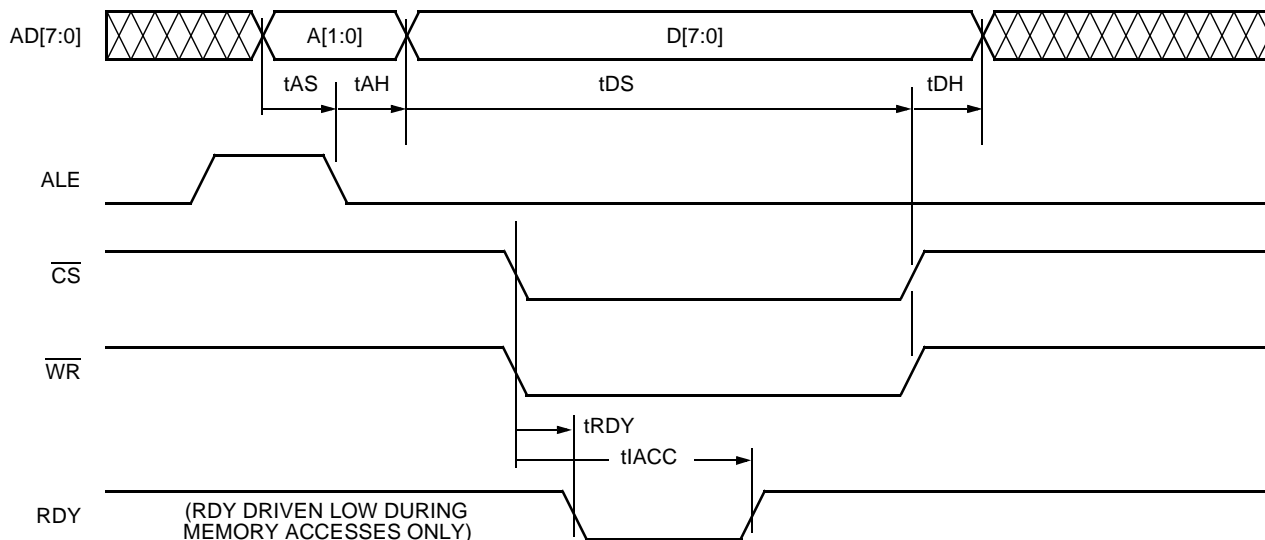 AD[7:0]
A[1:0]
D[7:0]
tAS
tAH
tDS
tDH
ALE
CS
WR
tRDY
tIACC
RDY
(RDY DRIVEN LOW DURING
MEMORY ACCESSES ONLY)